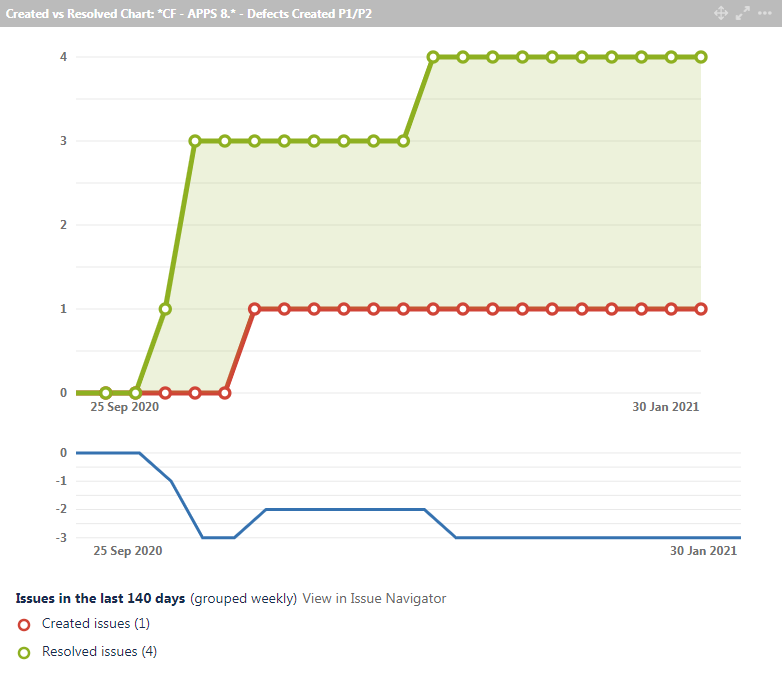 Created vs Resolved Chart: *CF - APPS 8.* - Defects Created P1/P2
4
3
2
1
0
25 Sep 2020 30 Jan 2021
0
-1
-2
-3
25 Sep 2020 30 Jan 2021
Issues in the last 140 days (grouped weekly) View in Issue Navigator
Created issues (1)
Resolved issues (4)